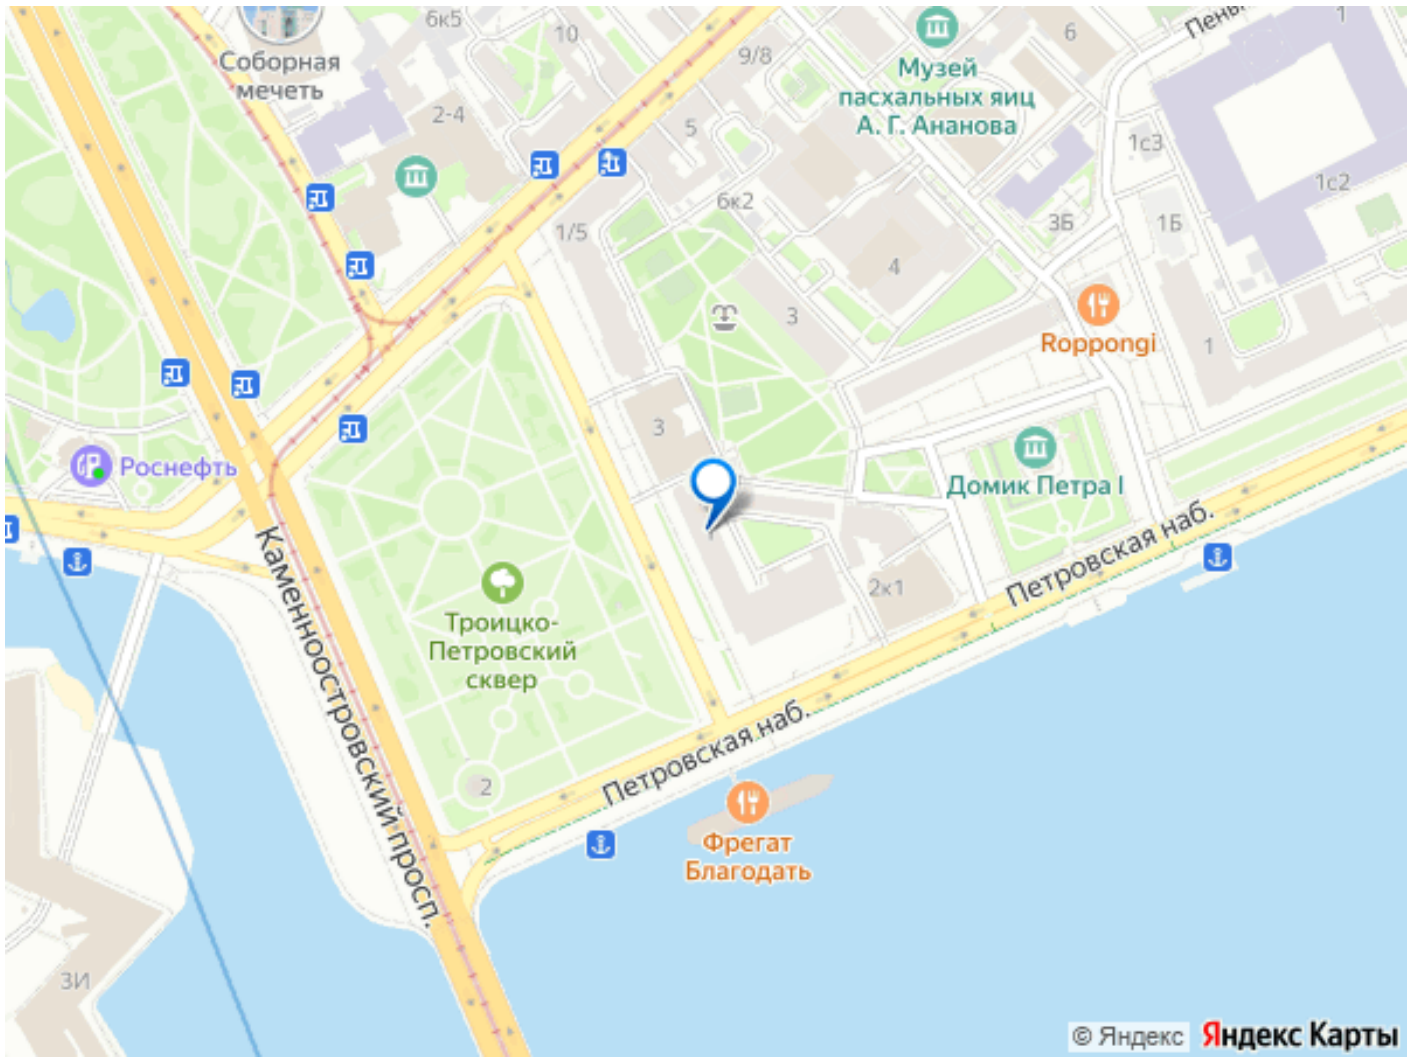 6к5
10
Соборная
мечеть
2-4
9/8
5
6
1
Музей
пасхальных яиц
А. Г. Ананова
1с3
1с2
6к2
1/5
3Б
1Б
4
3
Roppongi
1
3
Роснефть
Домик Петра I
Петровская наб.
2к1
Каменноостровский просп.
Троицко-
Петровский
сквер
Петровская наб.
2
Фрегат
Благодать
3И
© Яндекс
Яндекс Карты